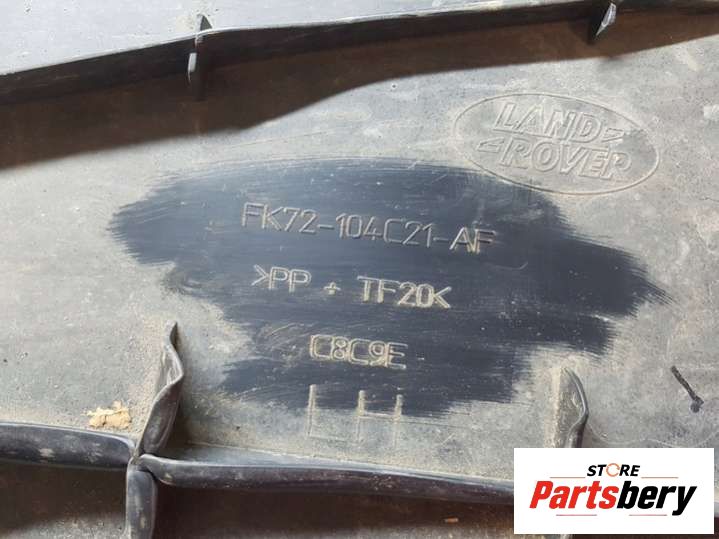 LAND
ROVER
FK72-104C21-AF
>PP + TF20<
C8C9E
LH
STORE
Partsbery